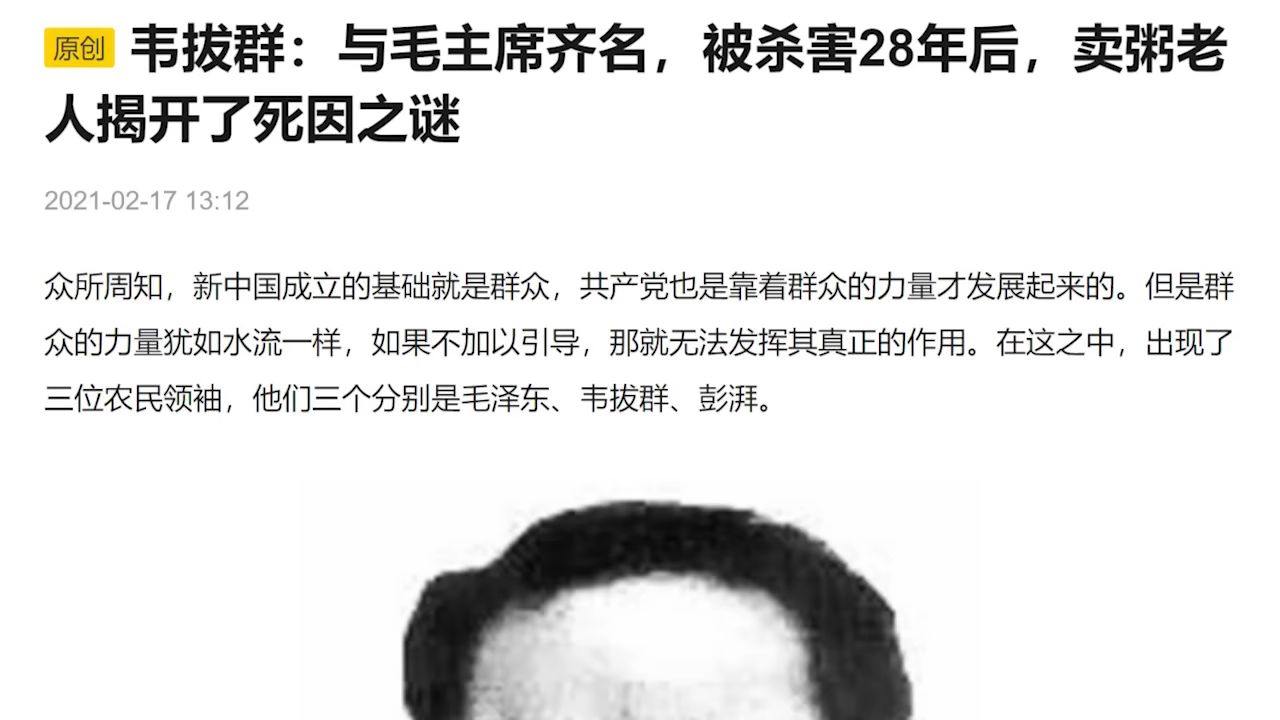 原创 韦拔群：与毛主席齐名，被杀害28年后，卖粥老
人揭开了死因之谜
2021-02-17 13:12
众所周知，新中国成立的基础就是群众，共产党也是靠着群众的力量才发展起来的。但是群
众的力量犹如水流一样，如果不加以引导，那就无法发挥其真正的作用。在这之中，出现了
三位农民领袖，他们三个分别是毛泽东、韦拔群、彭湃。